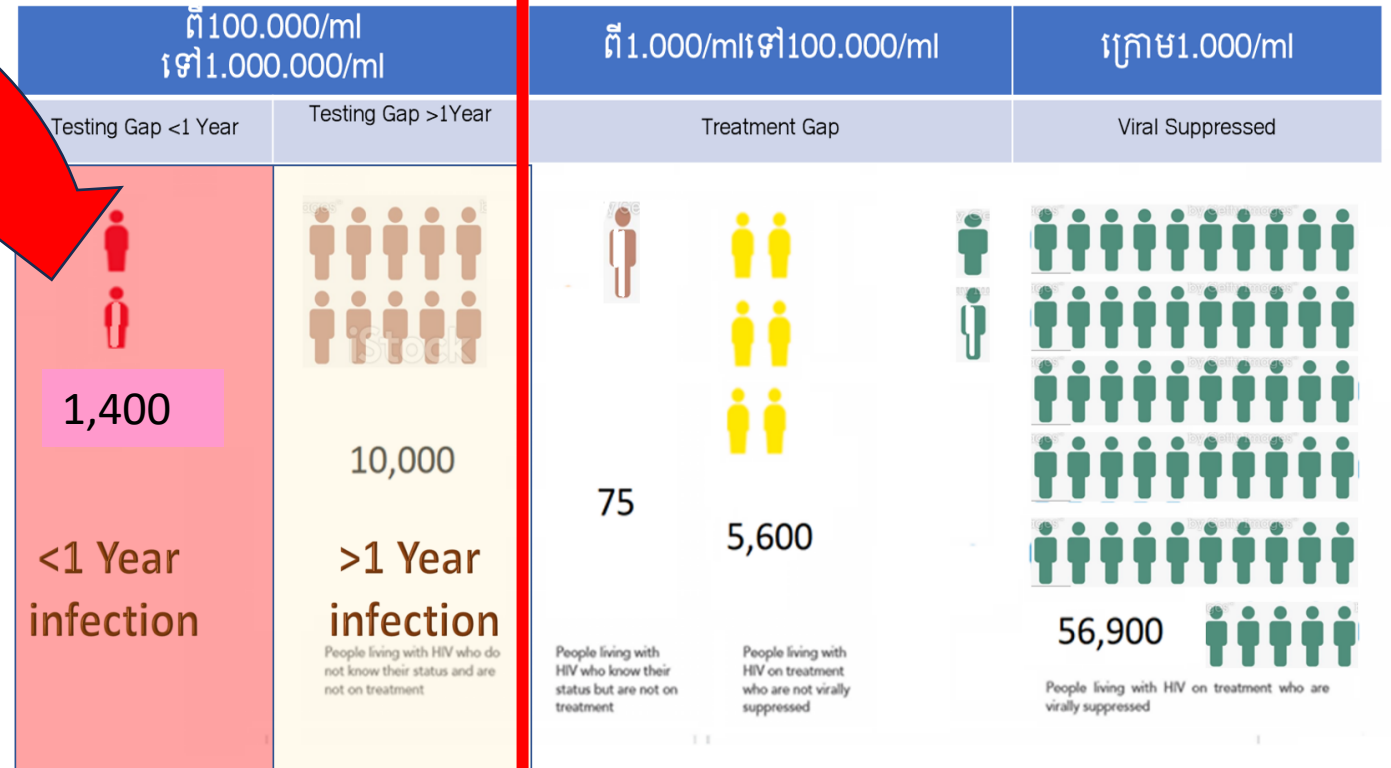 ពី100.000/ml
ទៅ1.000.000/ml
ពី1.000/mlទៅ100.000/ml
ក្រោម1.000/ml
Testing Gap <1 Year
Testing Gap >1Year
Treatment Gap
Viral Suppressed
1,400
<1 Year
infection
iStock
10,000
>1 Year
infection
People living with HIV who do
not know their status and are
not on treatment
75
People living with
HIV who know their
status but are not on
treatment
5,600
People living with
HIV on treatment
who are not virally
suppressed
56,900
People living with HIV on treatment who are
virally suppressed